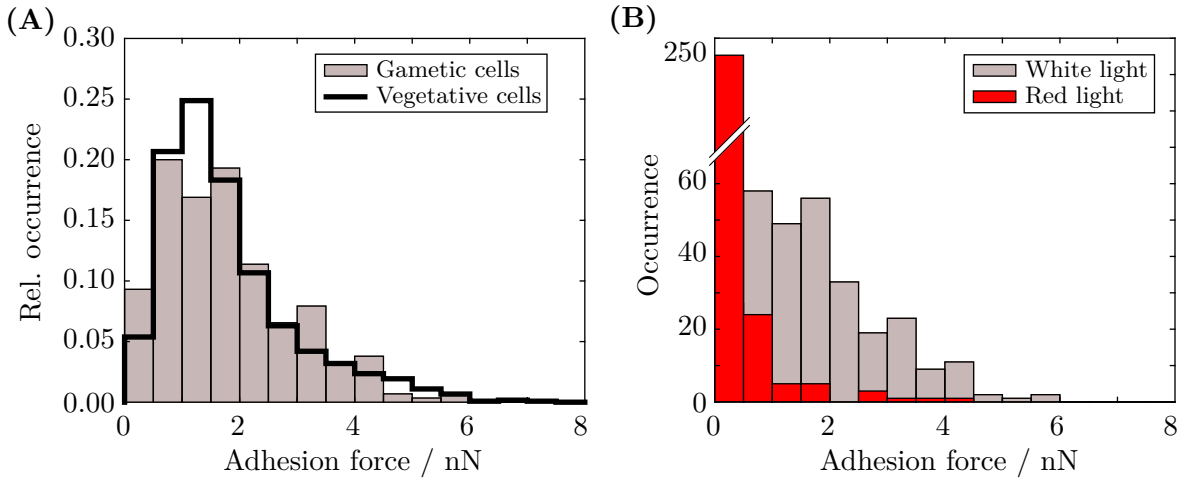 (A)
0.30
0.25
0.20
0.15
0.10
0.05
0.00
Rel. occurrence
Gametic cells
Vegetative cells
0 2 4 6 8
Adhesion force / nN
(B)
250
60
40
20
0
Occurrence
White light
Red light
0 2 4 6 8
Adhesion force / nN